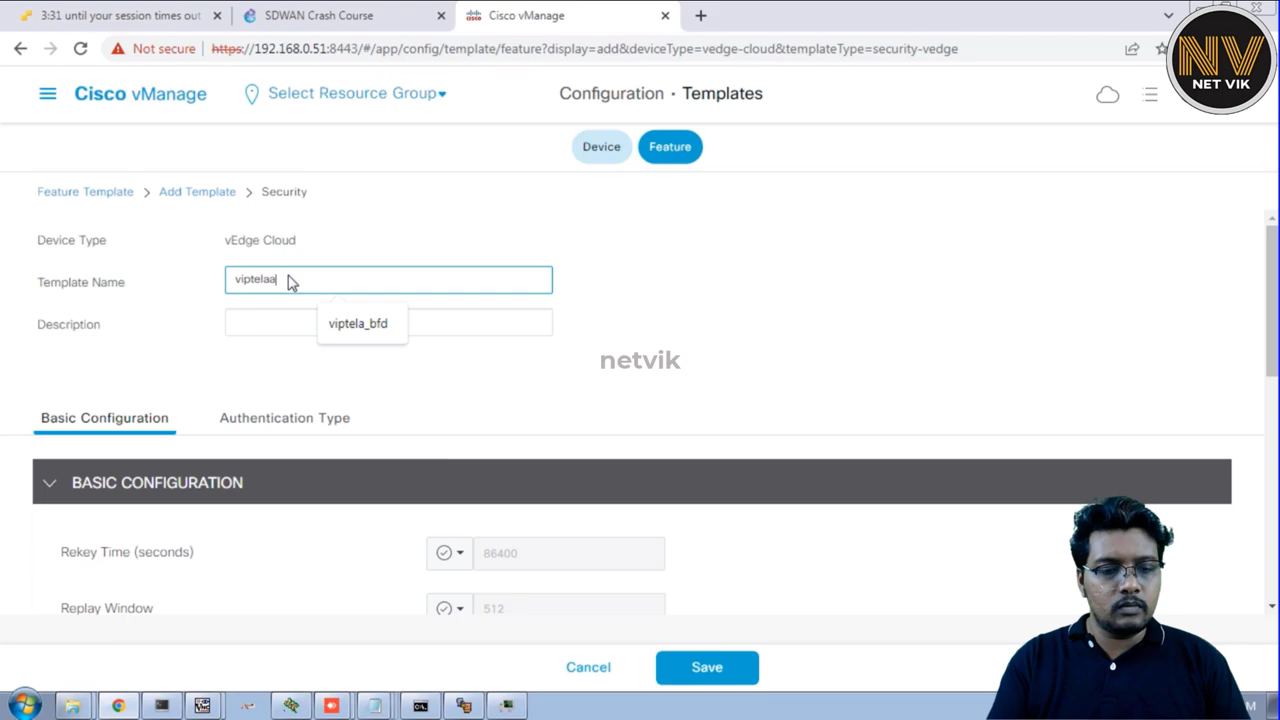 3:31 until your session times out
SDWAN Crash Course
Cisco vManage
Not secure
https://192.168.0.51:8443/#/app/config/template/feature?display=add&deviceType=vedge-cloud&templateType=security-vedge
NV
NET VIK
Cisco vManage
Select Resource Group
Configuration · Templates
Device
Feature
Feature Template > Add Template > Security
Device Type
vEdge Cloud
Template Name
viptelaa
viptela_bfd
Description
netvik
Basic Configuration
Authentication Type
BASIC CONFIGURATION
Rekey Time (seconds)
86400
Replay Window
512
Cancel
Save